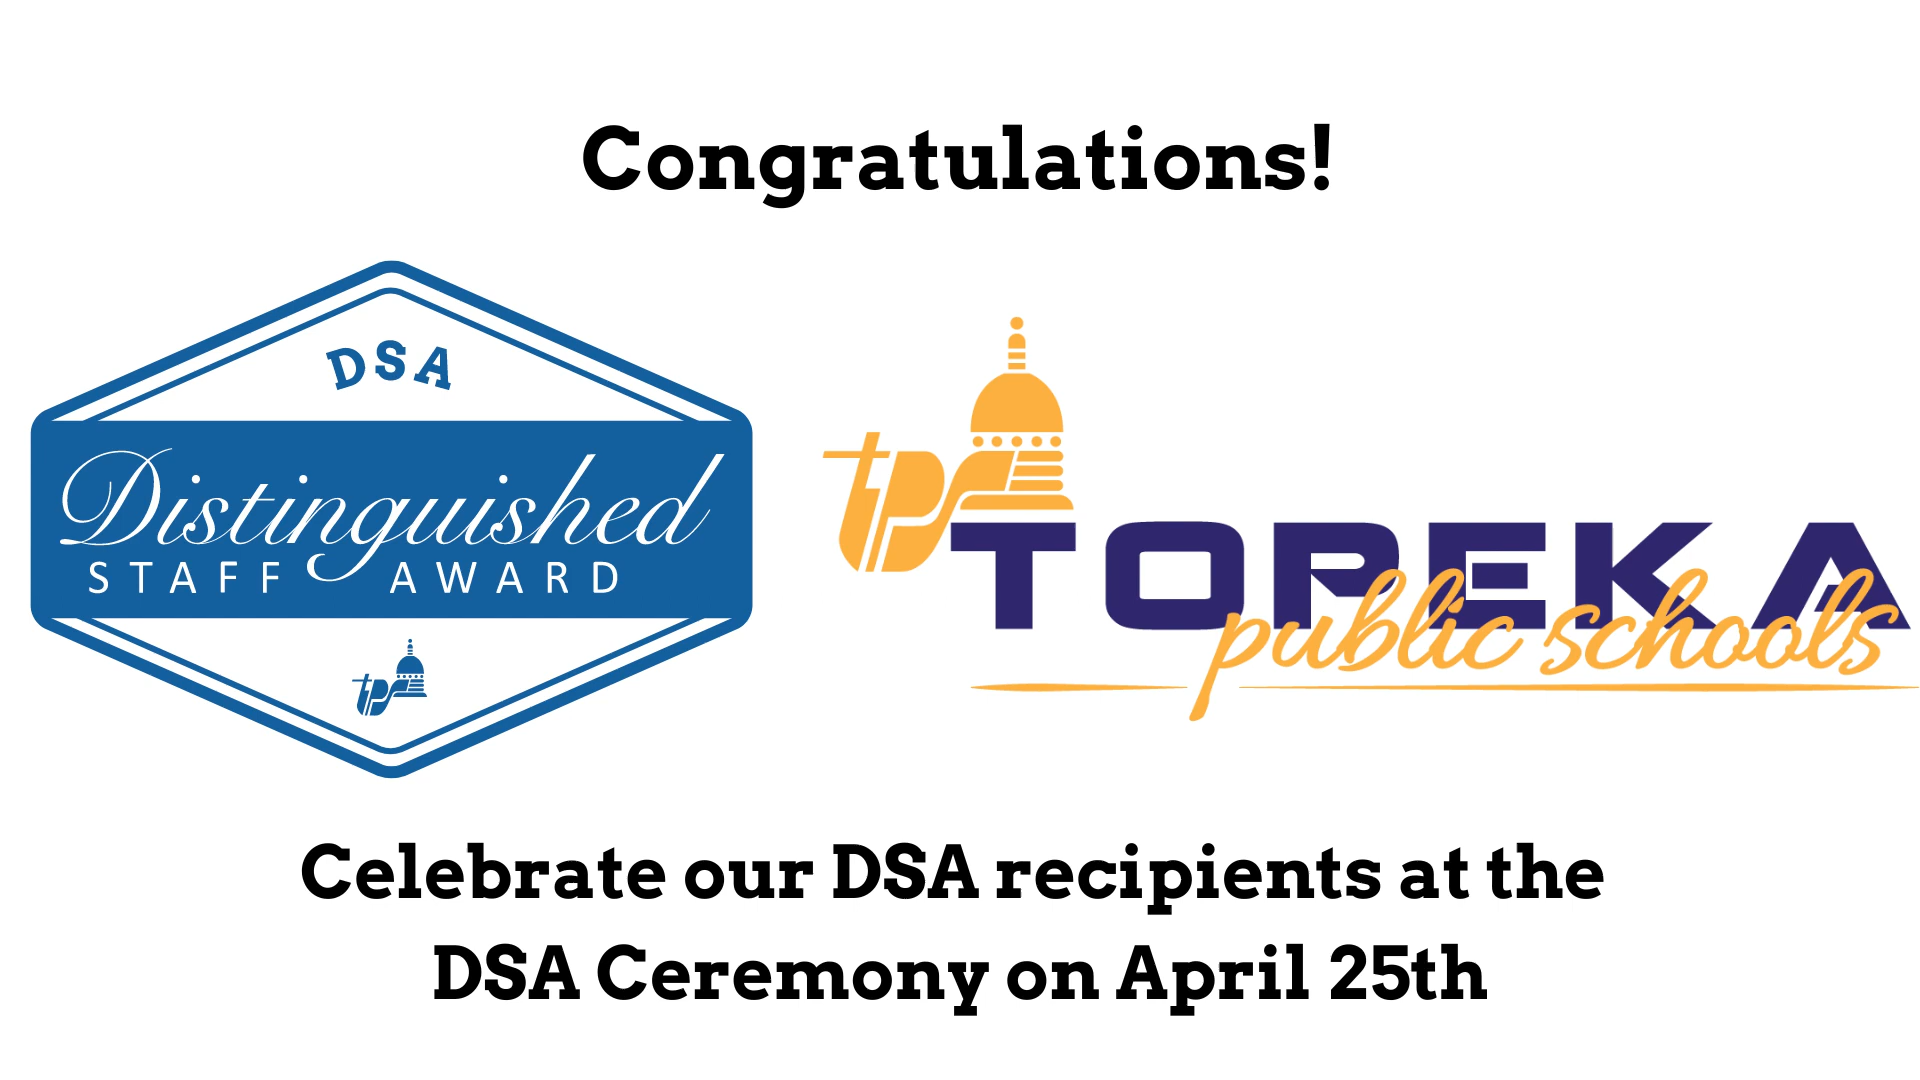 Congratulations!
DSA
Distinguished
STAFF AWARD
tps
tps
TOPEKA
public schools
Celebrate our DSA recipients at the
DSA Ceremony on April 25th